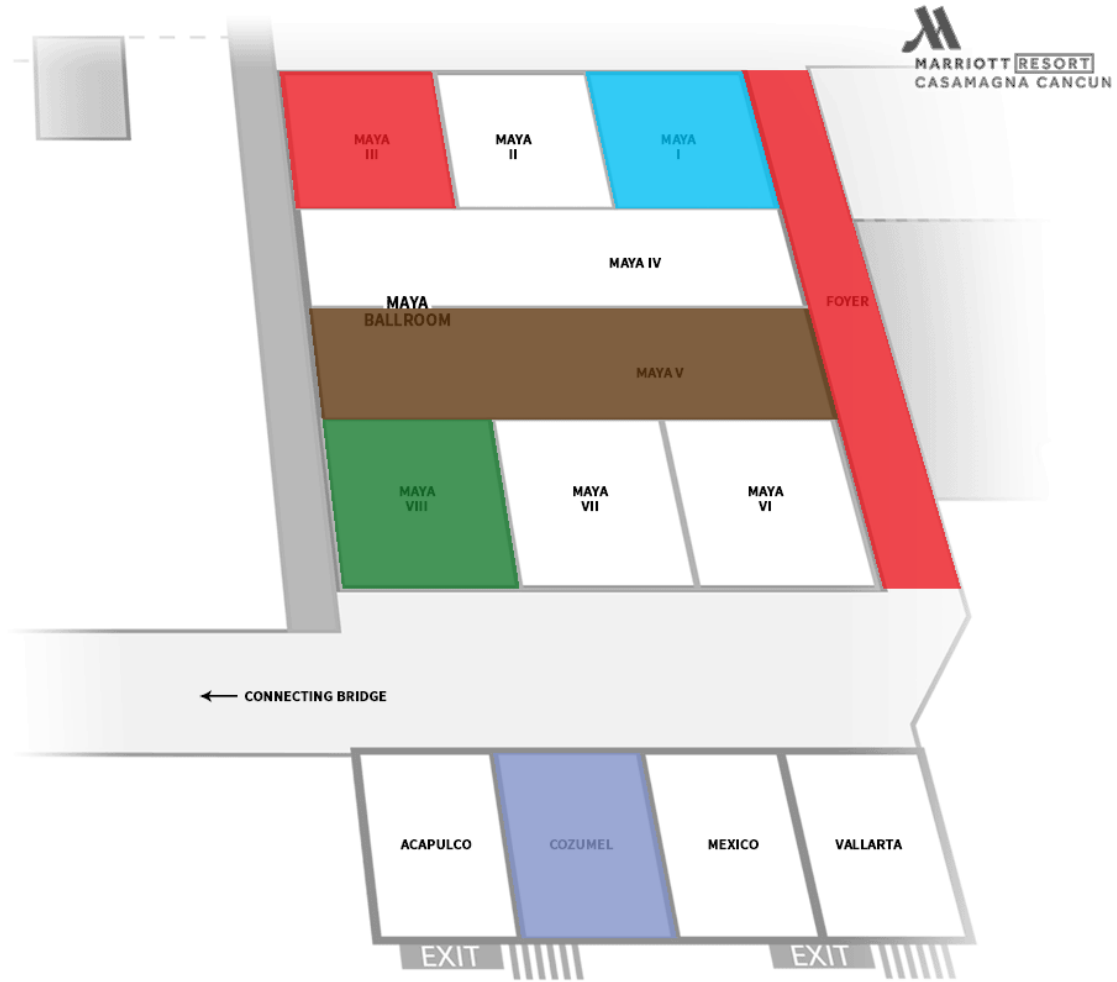 MARRIOTT RESORT
CASAMAGNA CANCUN
MAYA
III
MAYA
II
MAYA
I
MAYA IV
FOYER
MAYA
BALLROOM
MAYA V
MAYA
VIII
MAYA
VII
MAYA
VI
CONNECTING BRIDGE
ACAPULCO
COZUMEL
MEXICO
VALLARTA
EXIT
EXIT